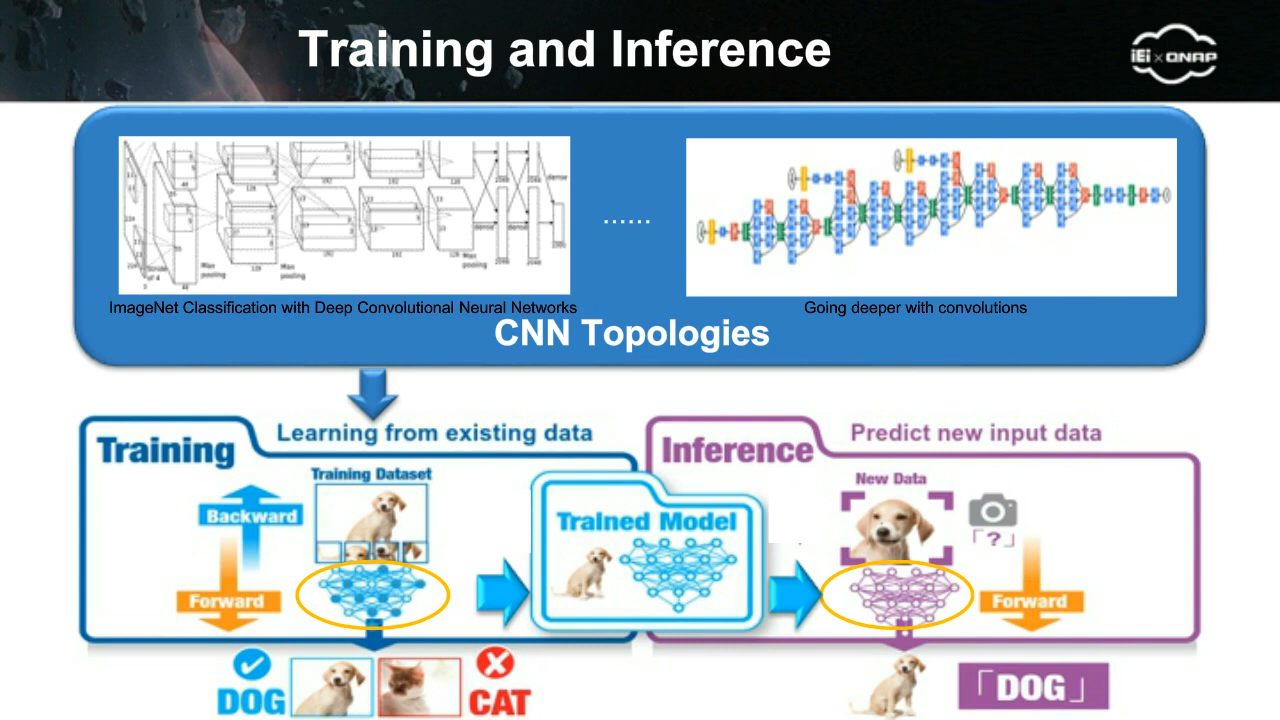 Training and Inference
iEi x QNAP
......
ImageNet Classification with Deep Convolutional Neural Networks
Going deeper with convolutions
CNN Topologies
Training
Learning from existing data
Training Dataset
Backward
Forward
Trained Model
Inference
Predict new input data
New Data
「?」
Forward
DOG
CAT
「DOG」